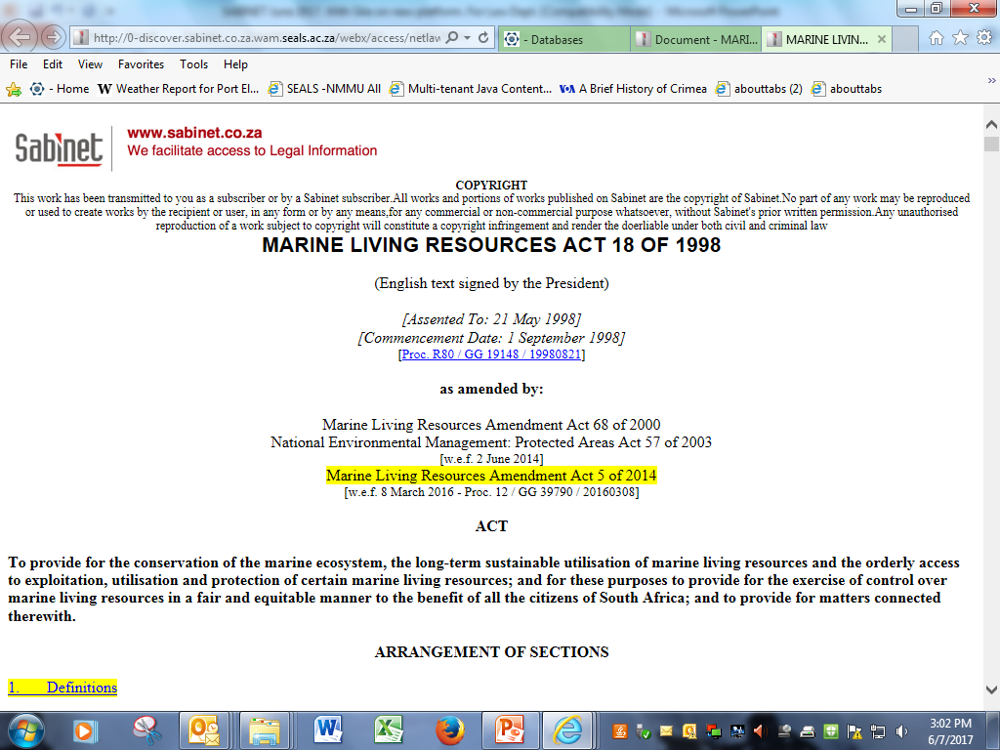 SABINET June 2017. With Site on new platform. For Law Dept [Compatibility Mode] - Microsoft PowerPoint
http://0-discover.sabinet.co.za.wam.seals.ac.za/webx/access/netlaw
- Databases
Document - MARI...
MARINE LIVIN...
File Edit View Favorites Tools Help
- Home
W Weather Report for Port El...
SEALS -NMMU All
Multi-tenant Java Content...
VOA A Brief History of Crimea
abouttabs (2)
abouttabs
Sabinet
www.sabinet.co.za
We facilitate access to Legal Information
COPYRIGHT
This work has been transmitted to you as a subscriber or by a Sabinet subscriber.All works and portions of works published on Sabinet are the copyright of Sabinet.No part of any work may be reproduced
or used to create works by the recipient or user, in any form or by any means,for any commercial or non-commercial purpose whatsoever, without Sabinet's prior written permission.Any unauthorised
reproduction of a work subject to copyright will constitute a copyright infringement and render the doerliable under both civil and criminal law
MARINE LIVING RESOURCES ACT 18 OF 1998
(English text signed by the President)
[Assented To: 21 May 1998]
[Commencement Date: 1 September 1998]
[Proc. R80 / GG 19148 / 19980821]
as amended by:
Marine Living Resources Amendment Act 68 of 2000
National Environmental Management: Protected Areas Act 57 of 2003
[w.e.f. 2 June 2014]
Marine Living Resources Amendment Act 5 of 2014
[w.e.f. 8 March 2016 - Proc. 12 / GG 39790 / 20160308]
ACT
To provide for the conservation of the marine ecosystem, the long-term sustainable utilisation of marine living resources and the orderly access
to exploitation, utilisation and protection of certain marine living resources; and for these purposes to provide for the exercise of control over
marine living resources in a fair and equitable manner to the benefit of all the citizens of South Africa; and to provide for matters connected
therewith.
ARRANGEMENT OF SECTIONS
1. Definitions
3:02 PM
6/7/2017